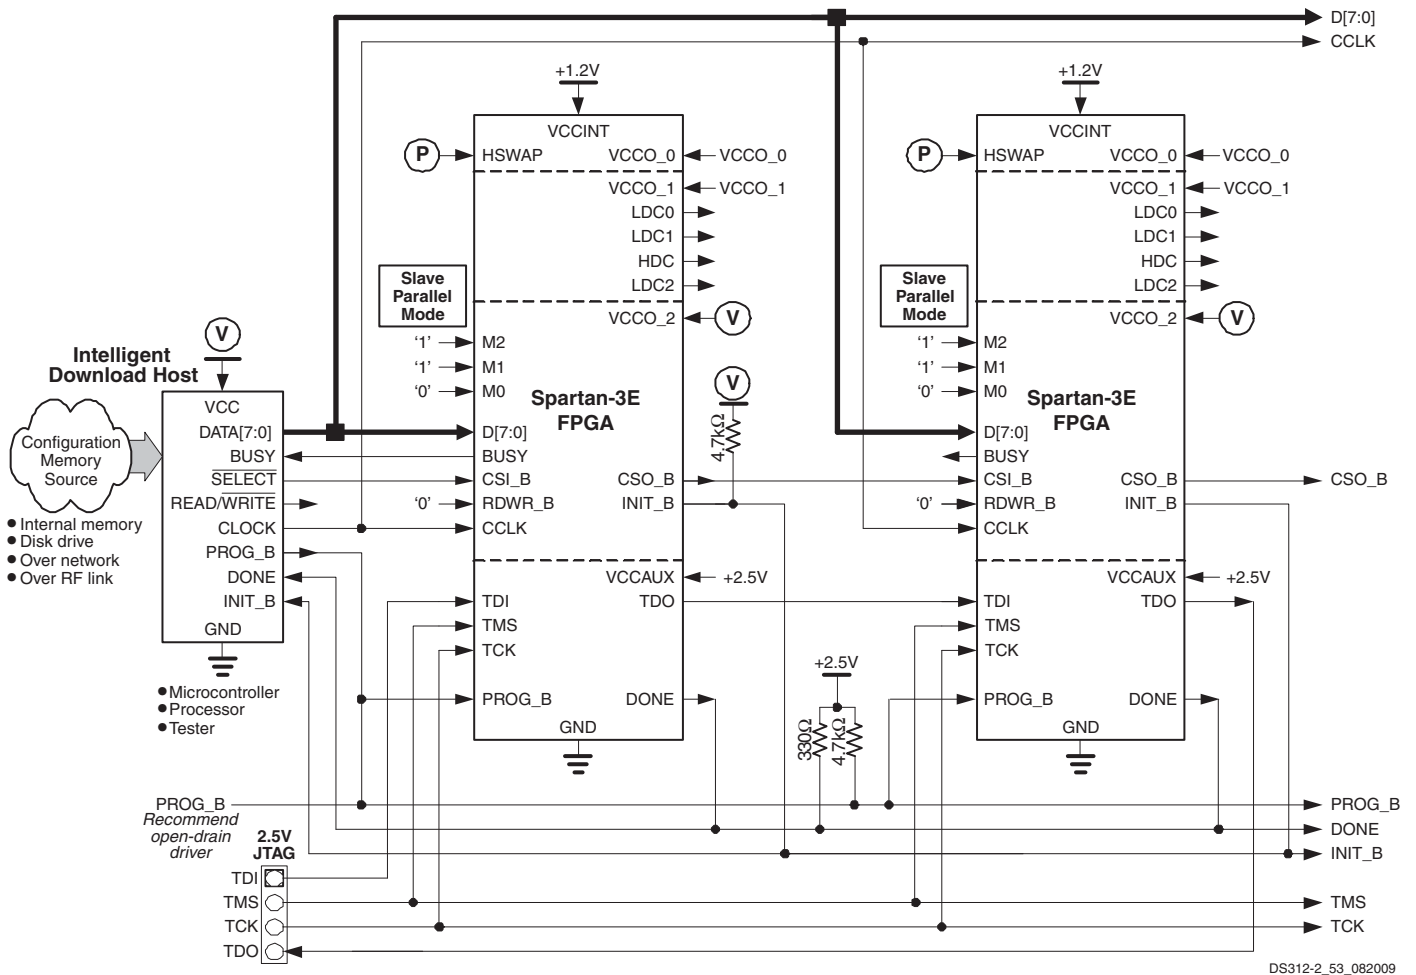 D[7:0]
CCLK
+1.2V
+1.2V
VCCINT
VCCINT
P
HSWAP
VCCO_0
VCCO_0
P
HSWAP
VCCO_0
VCCO_0
VCCO_1
VCCO_1
VCCO_1
VCCO_1
LDC0
LDC0
LDC1
LDC1
HDC
HDC
LDC2
LDC2
Slave
Parallel
Mode
Slave
Parallel
Mode
VCCO_2
V
VCCO_2
V
V
'1'
M2
'1'
M2
Intelligent
Download Host
'1'
M1
'1'
M1
V
'0'
M0
Spartan-3E
FPGA
'0'
M0
Spartan-3E
FPGA
4.7kΩ
VCC
Configuration
Memory
Source
DATA[7:0]
D[7:0]
D[7:0]
BUSY
BUSY
BUSY
SELECT
CSI_B
CSO_B
CSI_B
CSO_B
CSO_B
READ/WRITE
'0'
RDWR_B
INIT_B
'0'
RDWR_B
INIT_B
CLOCK
CCLK
CCLK
● Internal memory
● Disk drive
● Over network
● Over RF link
PROG_B
DONE
VCCAUX
+2.5V
VCCAUX
+2.5V
INIT_B
TDI
TDO
TDI
TDO
GND
TMS
TMS
TCK
TCK
+2.5V
● Microcontroller
● Processor
● Tester
PROG_B
DONE
PROG_B
DONE
GND
GND
330Ω
4.7kΩ
PROG_B
Recommend
open-drain
driver
PROG_B
DONE
INIT_B
2.5V
JTAG
TDI
TMS
TMS
TCK
TCK
TDO
DS312-2_53_082009